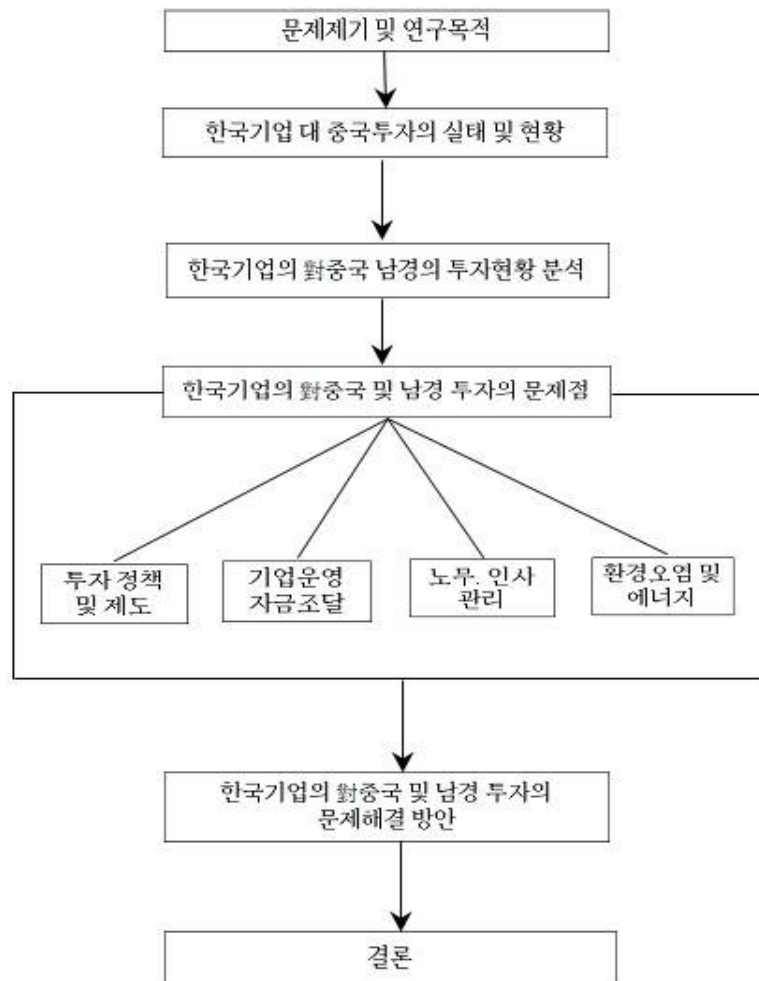 문제제기 및 연구목적
한국기업 대 중국투자의 실태 및 현황
한국기업의 對중국 남경의 투자현황 분석
한국기업의 對중국 및 남경 투자의 문제점
투자 정책
및 제도
기업운영
자금조달
노무. 인사
관리
환경오염 및
에너지
한국기업의 對중국 및 남경 투자의
문제해결 방안
결론